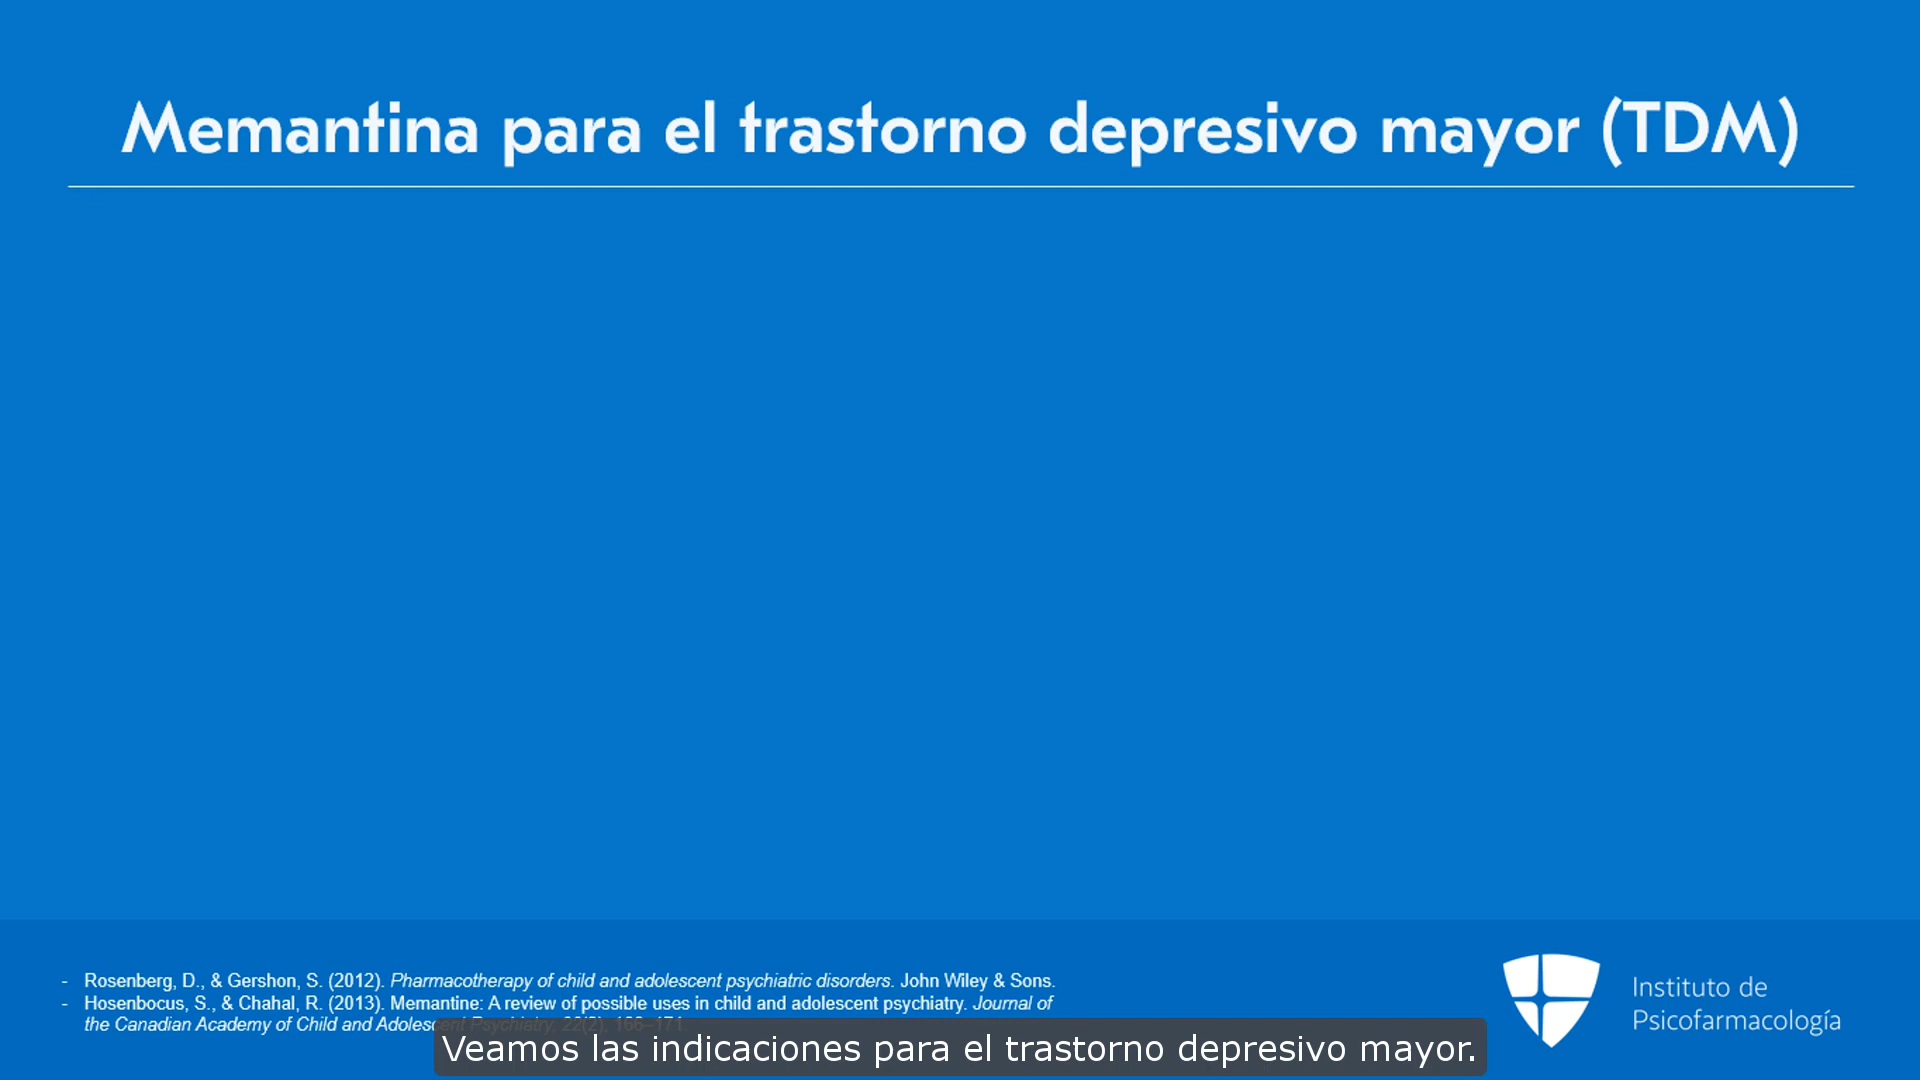 Memantina para el trastorno depresivo mayor (TDM)
- Rosenberg, D., & Gershon, S. (2012). Pharmacotherapy of child and adolescent psychiatric disorders. John Wiley & Sons.
- Hosenbocus, S., & Chahal, R. (2013). Memantine: A review of possible uses in child and adolescent psychiatry. Journal of
the Canadian Academy of Child and Adolescent Psychiatry, 22(2), 166–171.
Veamos las indicaciones para el trastorno depresivo mayor.
Instituto de
Psicofarmacología